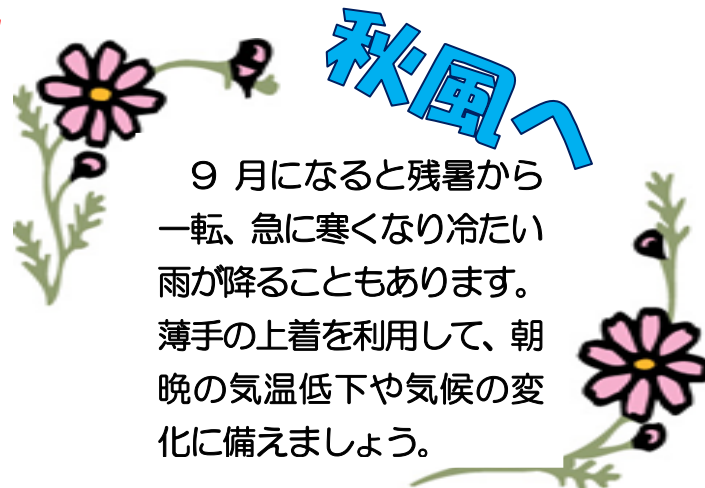 秋風へ
９ 月になると残暑から
一転、急に寒くなり冷たい
雨が降ることもあります。
薄手の上着を利用して、朝
晩の気温低下や気候の変
化に備えましょう。